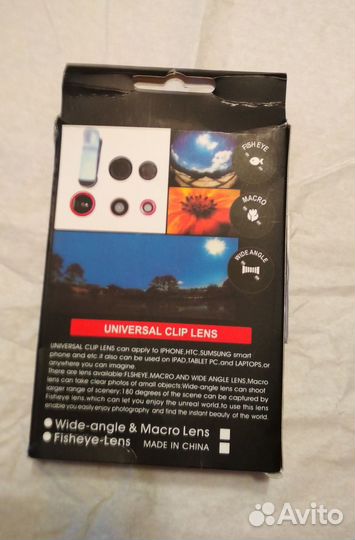 FISH EYE
MACRO
WIDE ANGLE
UNIVERSAL CLIP LENS
UNIVERSAL CLIP LENS can apply to IPHONE,HTC,SUMSUNG smart
phone and etc.it also can be used on IPAD,TABLET PC,and LAPTOPS,or
anywhere you can imagine.
There are lens available:FLSHEYE.MACRO,AND WIDE ANGLE LENS,Macro
lens can take clear photos of small objects:Wide-angle lens can shoot
larger of scenery:180 degrees of the scene can be captured by
Fisheye lens,which can let you enjoy the unreal world.to use this lens
enable you easily,enjoy photography and find the instant beauty of the world.
Wide-angle & Macro Lens
Fisheye-Lens MADE IN CHINA
Avito